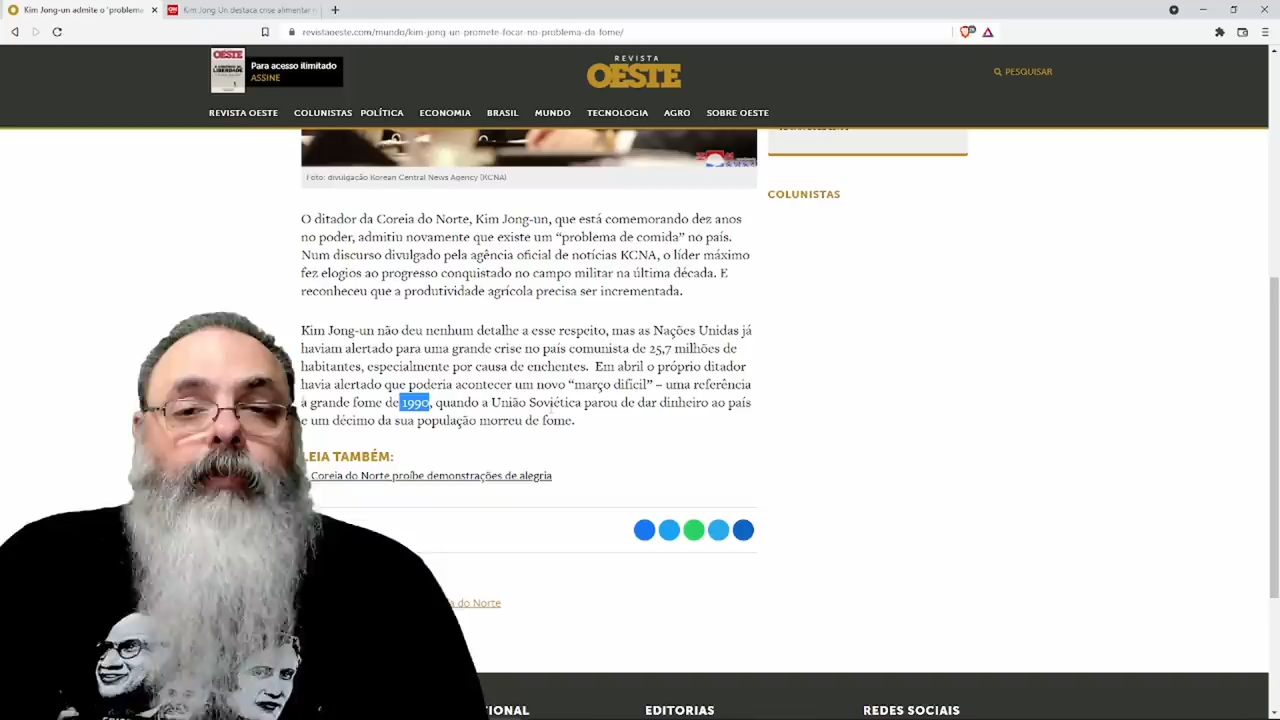 Kim Jong-un admite o 'problema
Kim Jong Un destaca crise alimentar
revistaoeste.com/mundo/kim-jong-un-promete-focar-no-problema-da-fome/
OESTE
LIBERDADE
Para acesso ilimitado
ASSINE
REVISTA
OESTE
PESQUISAR
REVISTA OESTE COLUNISTAS POLÍTICA ECONOMIA BRASIL MUNDO TECNOLOGIA AGRO SOBRE OESTE
Foto: divulgação Korean Central News Agency (KCNA)
COLUNISTAS
O ditador da Coreia do Norte, Kim Jong-un, que está comemorando dez anos
no poder, admitiu novamente que existe um “problema de comida” no país.
Num discurso divulgado pela agência oficial de notícias KCNA, o líder máximo
fez elogios ao progresso conquistado no campo militar na última década. E
reconheceu que a produtividade agrícola precisa ser incrementada.
Kim Jong-un não deu nenhum detalhe a esse respeito, mas as Nações Unidas já
haviam alertado para uma grande crise no país comunista de 25,7 milhões de
habitantes, especialmente por causa de enchentes. Em abril o próprio ditador
havia alertado que poderia acontecer um novo “março difícil” – uma referência
à grande fome de 1990, quando a União Soviética parou de dar dinheiro ao país
e um décimo da sua população morreu de fome.
LEIA TAMBÉM:
Coreia do Norte proíbe demonstrações de alegria
a do Norte
IONAL
EDITORIAS
REDES SOCIAIS